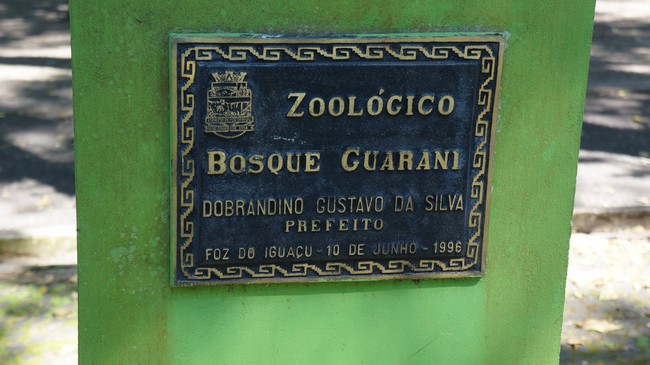 ZOOLÓGICO
BOSQUE GUARANI
DOBRANDINO GUSTAVO DA SILVA
PREFEITO
FOZ DO IGUAÇU - 10 DE JUNHO - 1996